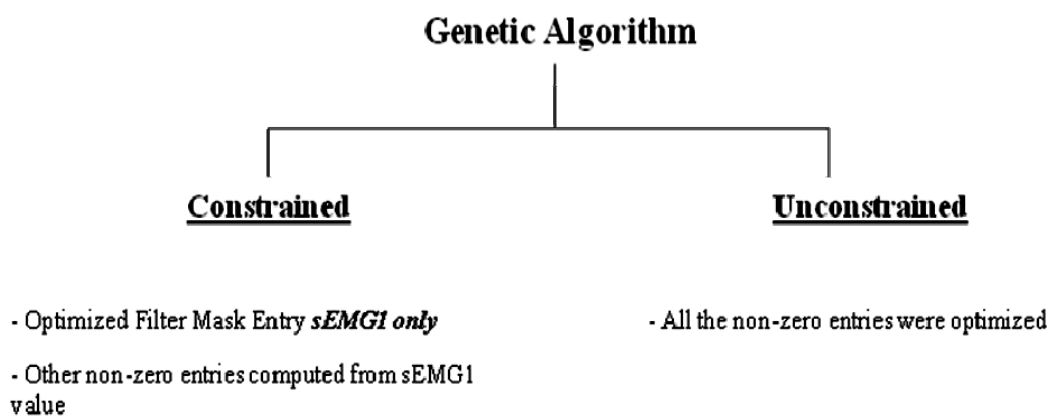 Genetic Algorithm
Constrained
Unconstrained
- Optimized Filter Mask Entry sEMG1 only
- Other non-zero entries computed from sEMG1
value
- All the non-zero entries were optimized